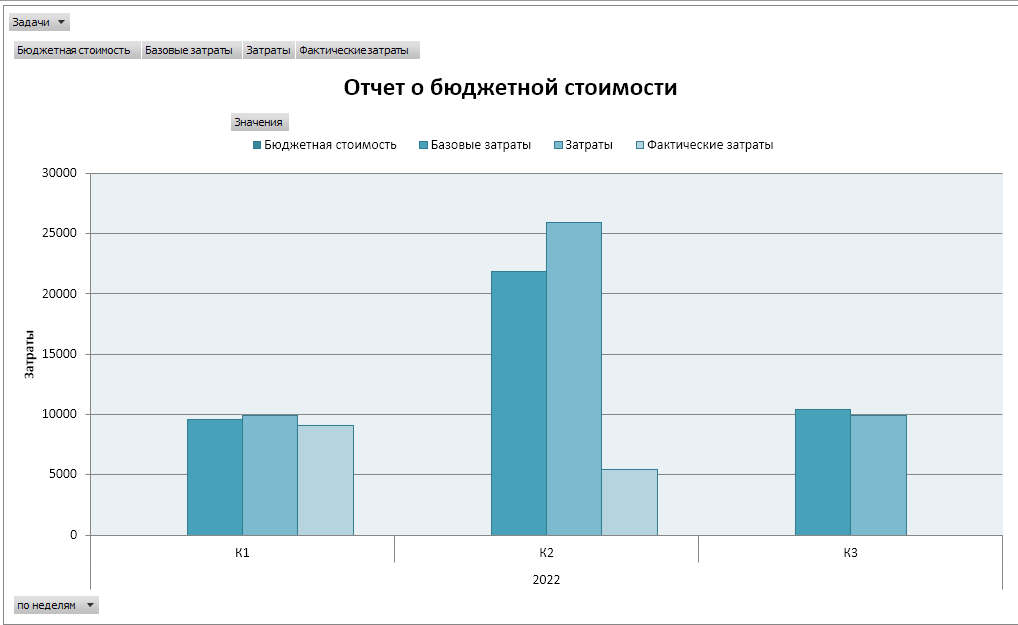 Задачи
Бюджетная стоимость Базовые затраты Затраты Фактические затраты
Отчет о бюджетной стоимости
Значения
Бюджетная стоимость Базовые затраты Затраты Фактические затраты
30000
25000
20000
15000
10000
5000
0
Затраты
К1 К2 К3
2022
по неделям